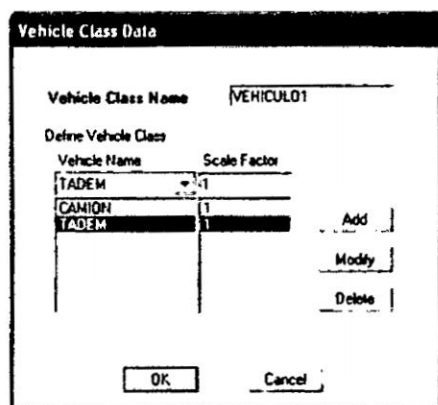 Vehicle Class Data
Vehicle Class Name VEHICULO1
Define Vehicle Class
Vehicle Name Scale Factor
TADEM 1
CAMION 1
TADEM 1
Add
Modify
Delete
OK Cancel